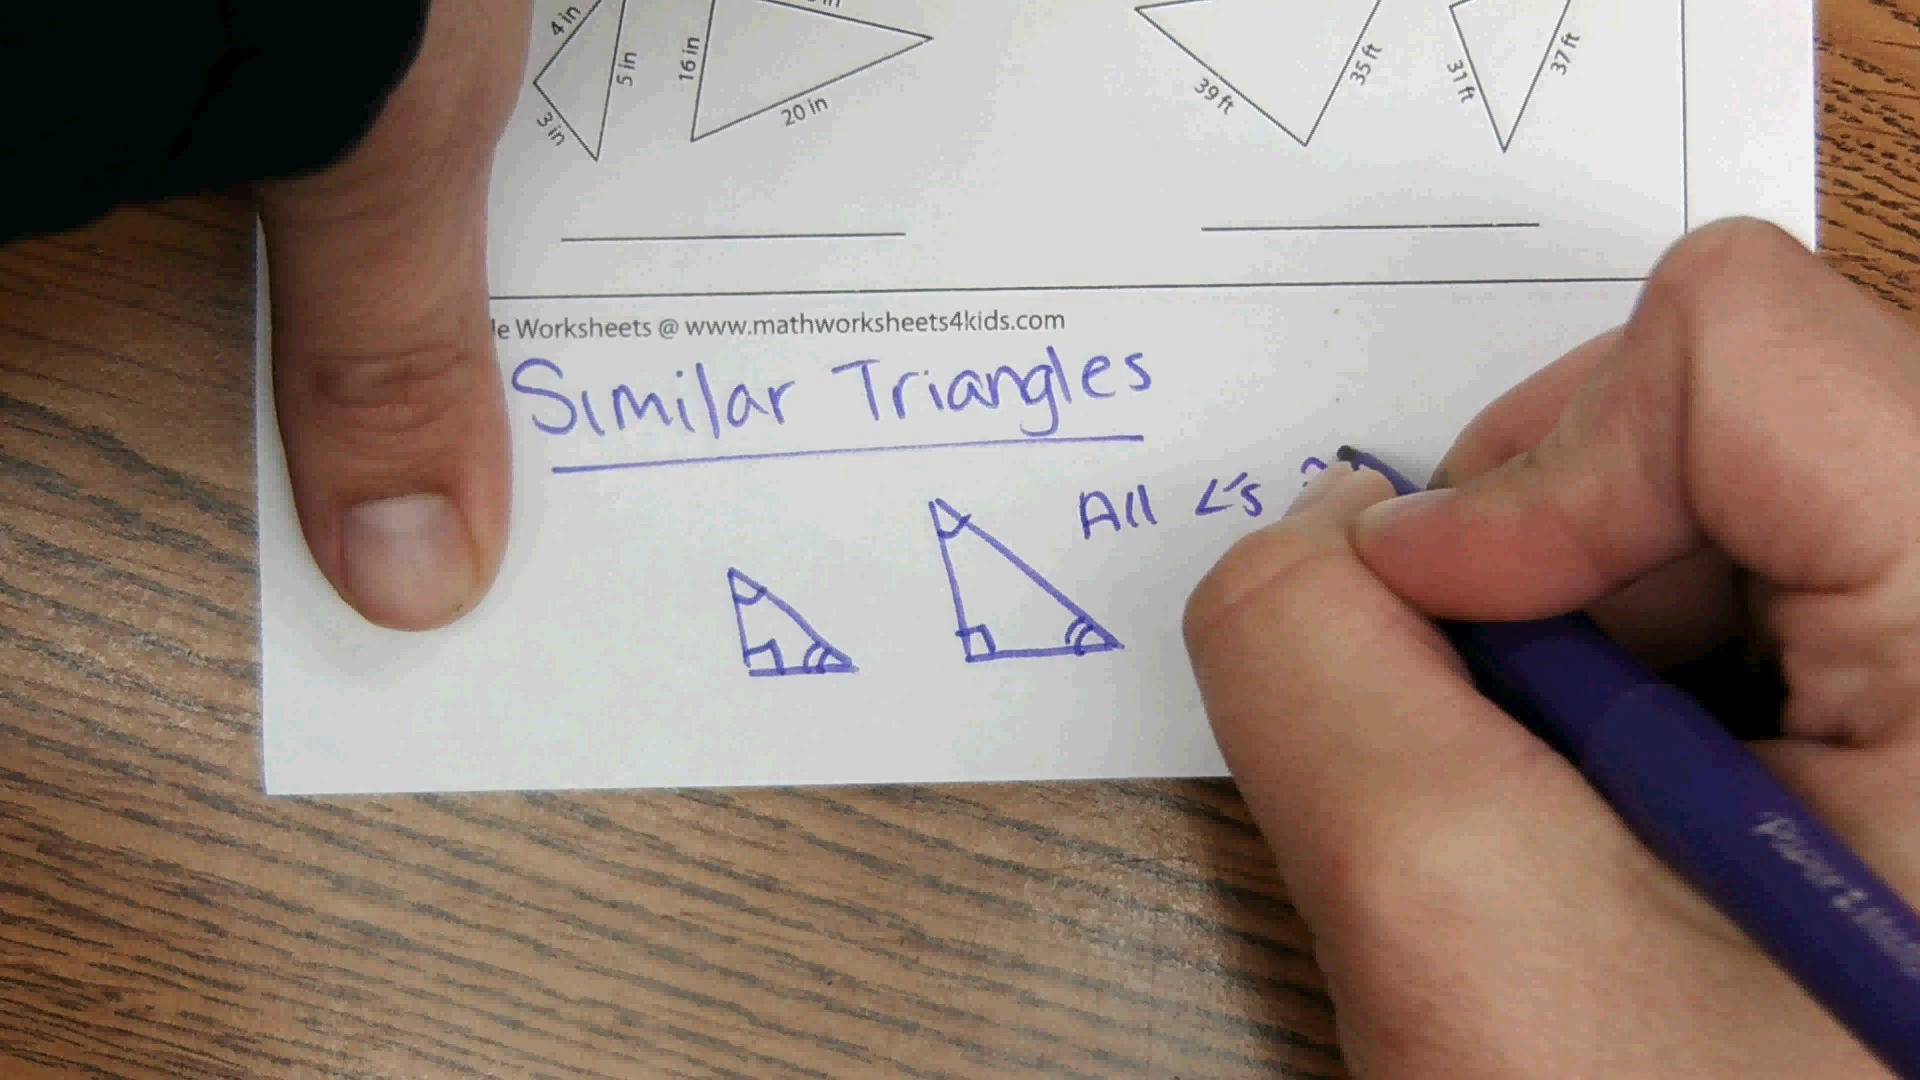 4 in
5 in
3 in
16 in
20 in
39 ft
35 ft
31 ft
37 ft
Worksheets @ www.mathworksheets4kids.com
Similar Triangles
All ∠'s